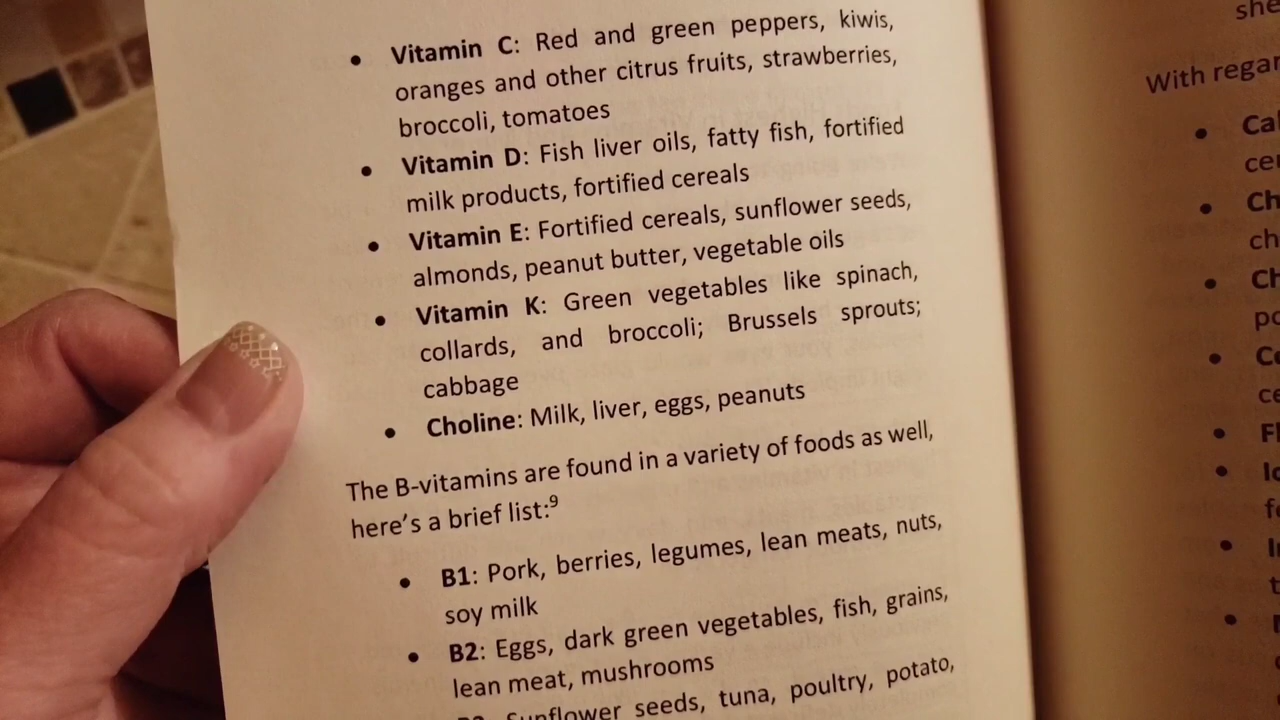 • Vitamin C: Red and green peppers, kiwis,
oranges and other citrus fruits, strawberries,
broccoli, tomatoes
• Vitamin D: Fish liver oils, fatty fish, fortified
milk products, fortified cereals
• Vitamin E: Fortified cereals, sunflower seeds,
almonds, peanut butter, vegetable oils
• Vitamin K: Green vegetables like spinach,
collards, and broccoli; Brussels sprouts;
cabbage
• Choline: Milk, liver, eggs, peanuts
The B-vitamins are found in a variety of foods as well,
here's a brief list:⁹
• B1: Pork, berries, legumes, lean meats, nuts,
soy milk
• B2: Eggs, dark green vegetables, fish, grains,
lean meat, mushrooms
Sunflower seeds, tuna, poultry, potato,
With